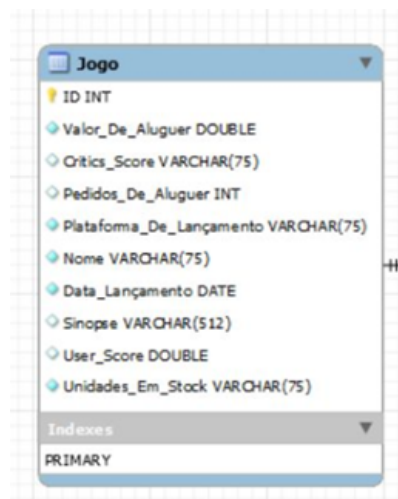 Jogo
ID INT
Valor_De_Aluguer DOUBLE
Critics_Score VARCHAR(75)
Pedidos_De_Aluguer INT
Plataforma_De_Lançamento VARCHAR(75)
Nome VARCHAR(75)
Data_Lançamento DATE
Sinopse VARCHAR(512)
User_Score DOUBLE
Unidades_Em_Stock VARCHAR(75)
Indexes
PRIMARY